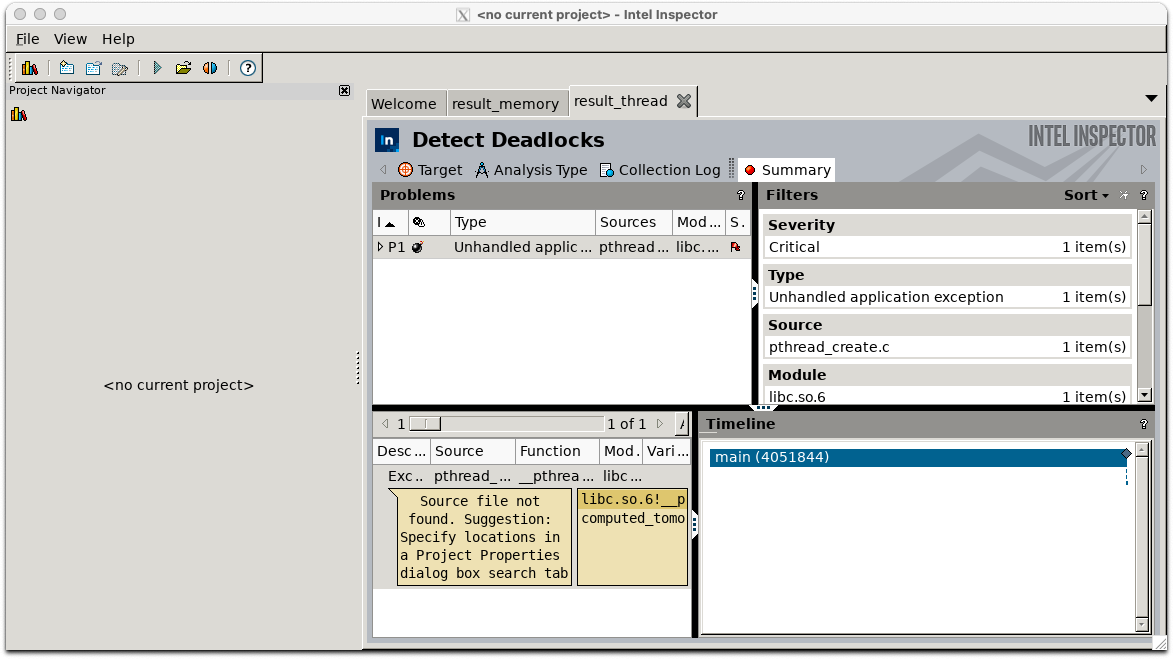 <no current project> - Intel Inspector
File View Help
Project Navigator
<no current project>
Welcome result_memory result_thread
in Detect Deadlocks
INTEL INSPECTOR
Target Analysis Type Collection Log Summary
Problems ?
I Type Sources Mod... S.
P1 Unhandled applic... pthread... libc....
Filters Sort ?
Severity
Critical 1 item(s)
Type
Unhandled application exception 1 item(s)
Source
pthread_create.c 1 item(s)
Module
libc.so.6 1 item(s)
1 1 of 1
Desc... Source Function Mod. Vari...
Exc.. pthread_... __pthrea... libc...
Source file not
found. Suggestion:
Specify locations in
a Project Properties
dialog box search tab
libc.so.6!__p
computed_tomo
Timeline ?
main (4051844)